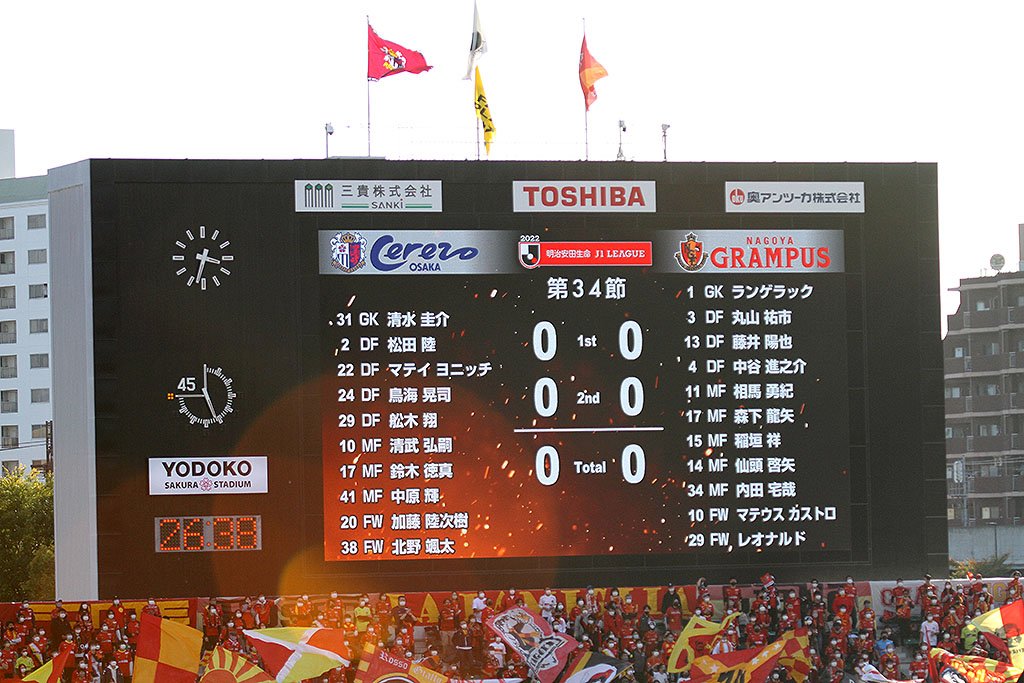 三貴株式会社
SANKI
TOSHIBA
oku 奥アンツーカ株式会社
Cerezo
OSAKA
2022
明治安田生命 J1 LEAGUE
NAGOYA
GRAMPUS
第34節
31 GK 清水 圭介
2 DF 松田 陸
22 DF マテイ ヨニッチ
24 DF 鳥海 晃司
29 DF 舩木 翔
10 MF 清武 弘嗣
17 MF 鈴木 徳真
41 MF 中原 輝
20 FW 加藤 陸次樹
38 FW 北野 颯太
0 1st 0
0 2nd 0
0 Total 0
1 GK ランゲラック
3 DF 丸山 祐市
13 DF 藤井 陽也
4 DF 中谷 進之介
11 MF 相馬 勇紀
17 MF 森下 龍矢
15 MF 稲垣 祥
14 MF 仙頭 啓矢
34 MF 内田 宅哉
10 FW マテウス カストロ
29 FW レオナルド
45
YODOKO
SAKURA STADIUM
26:38